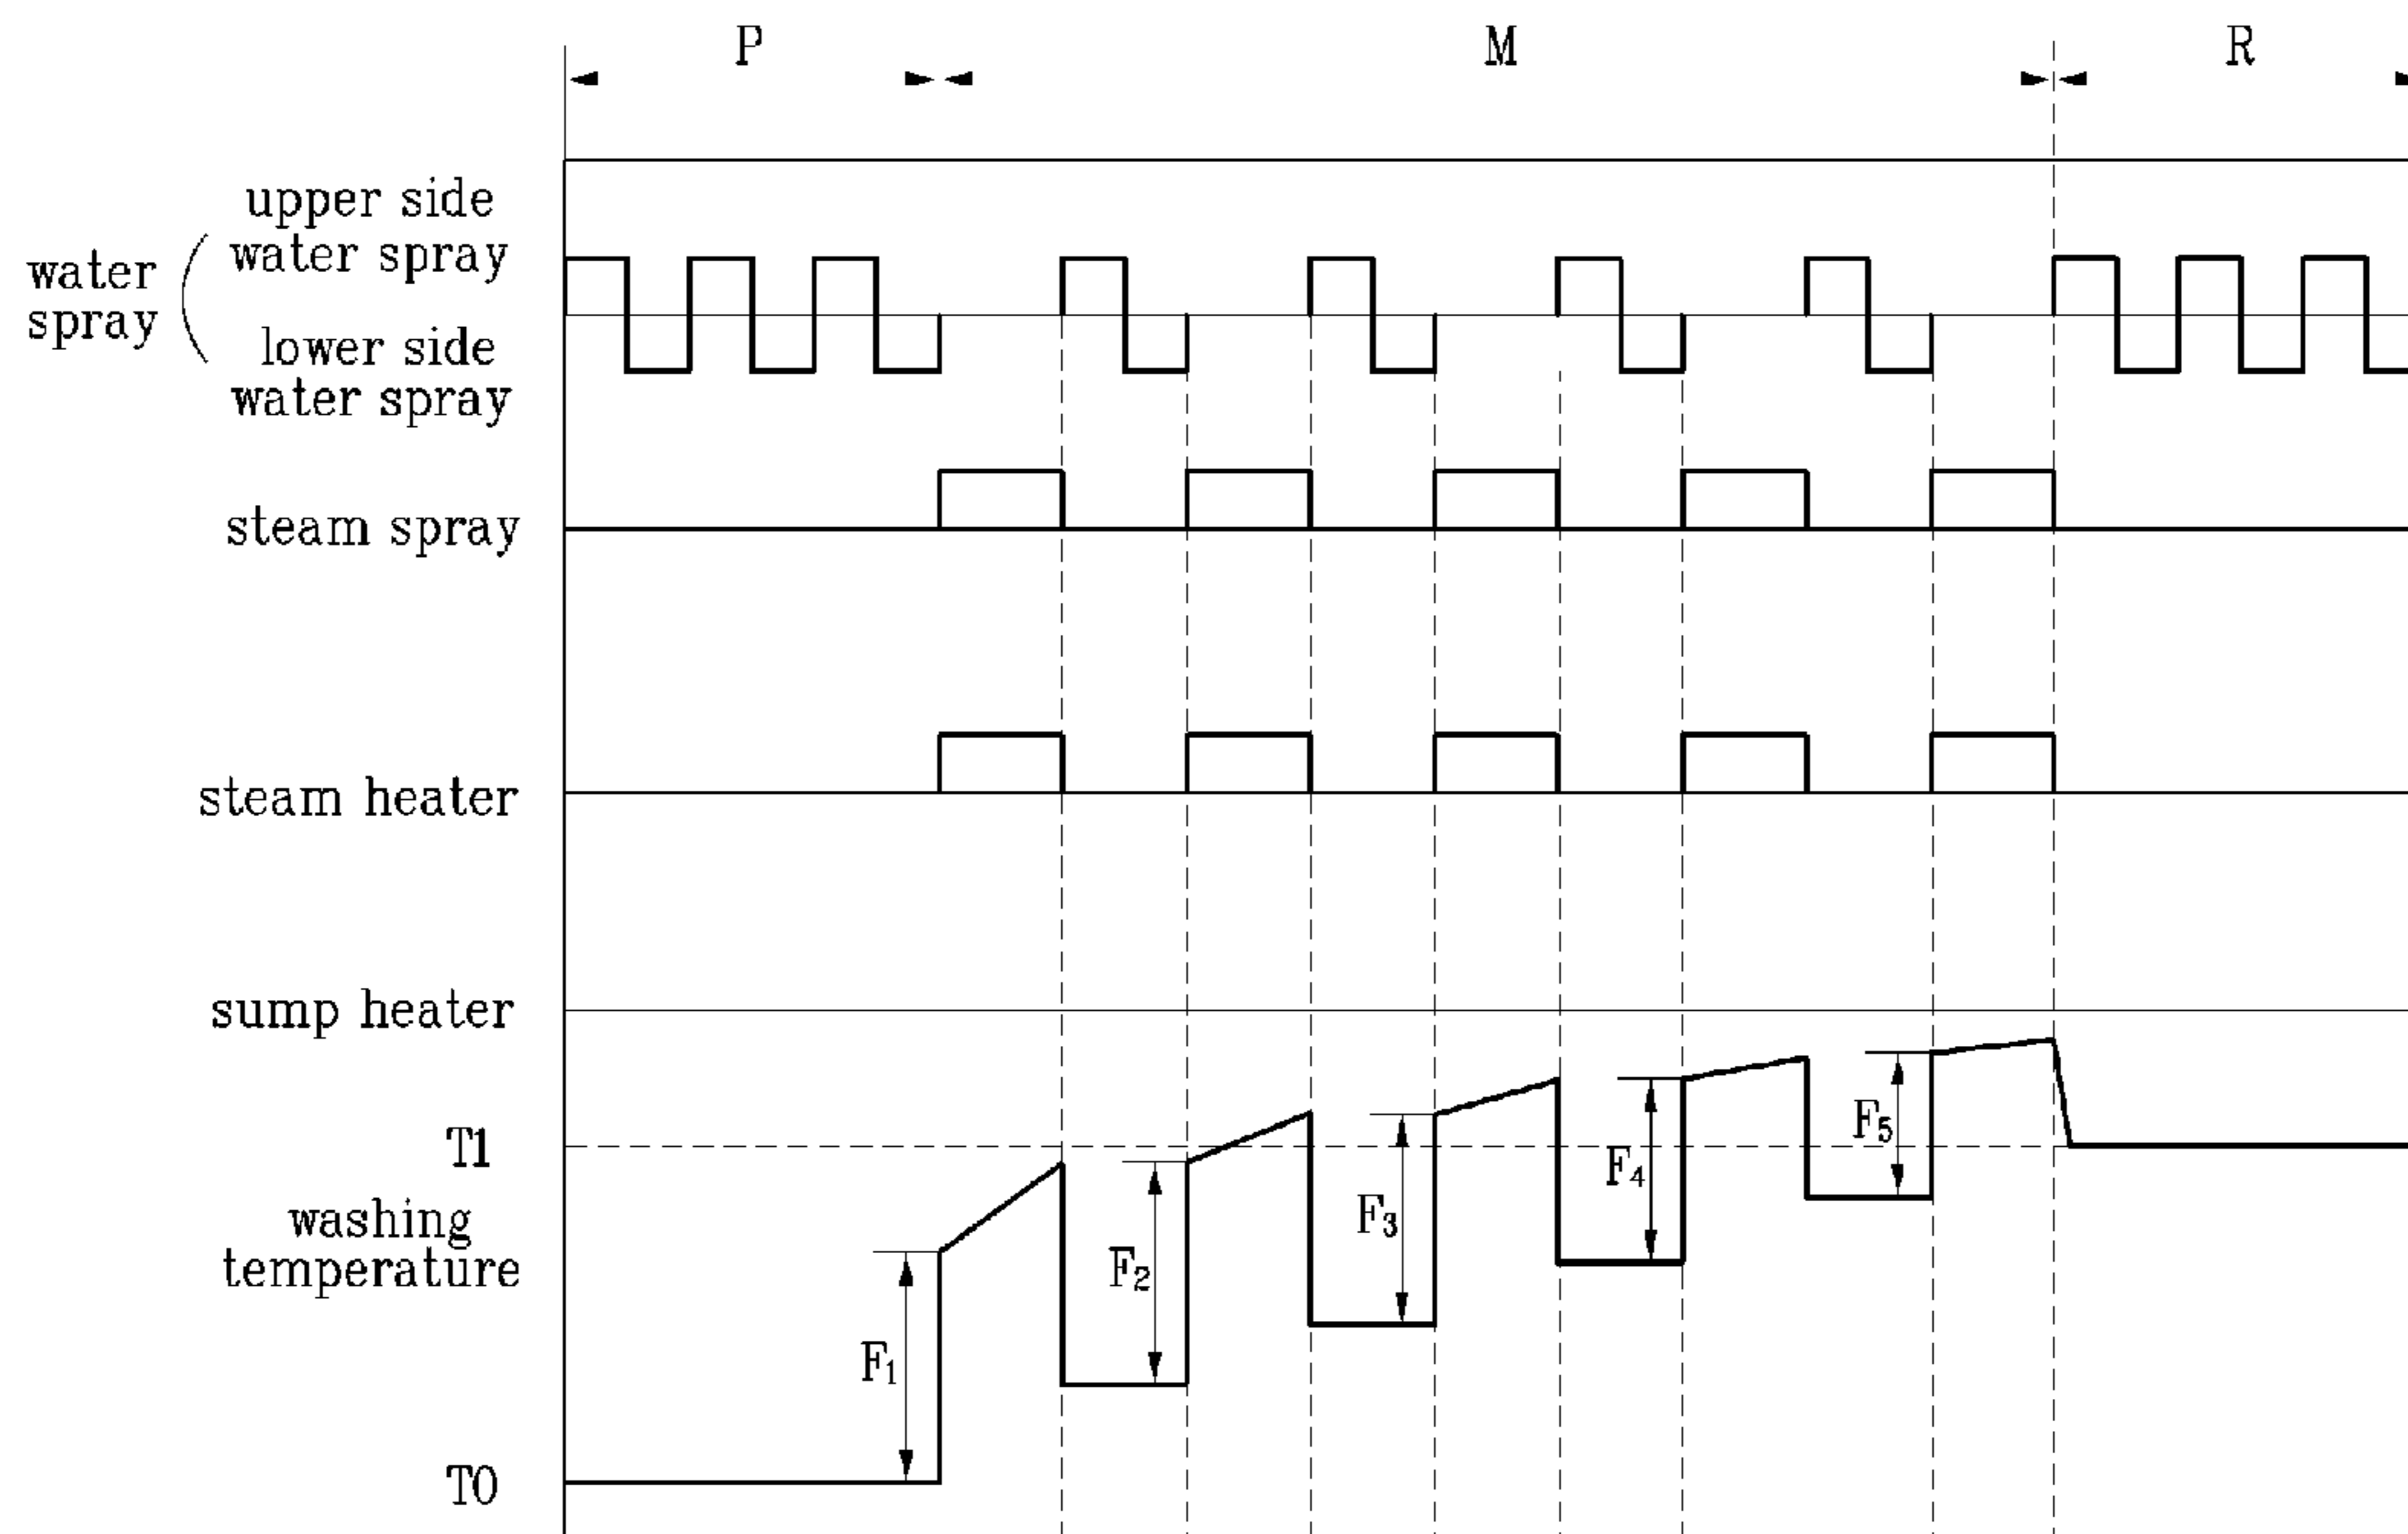 P
M
R
upper side
water spray
water
spray
lower side
water spray
steam spray
steam heater
sump heater
T1
washing
temperature
T0
F1
F2
F3
F4
F5